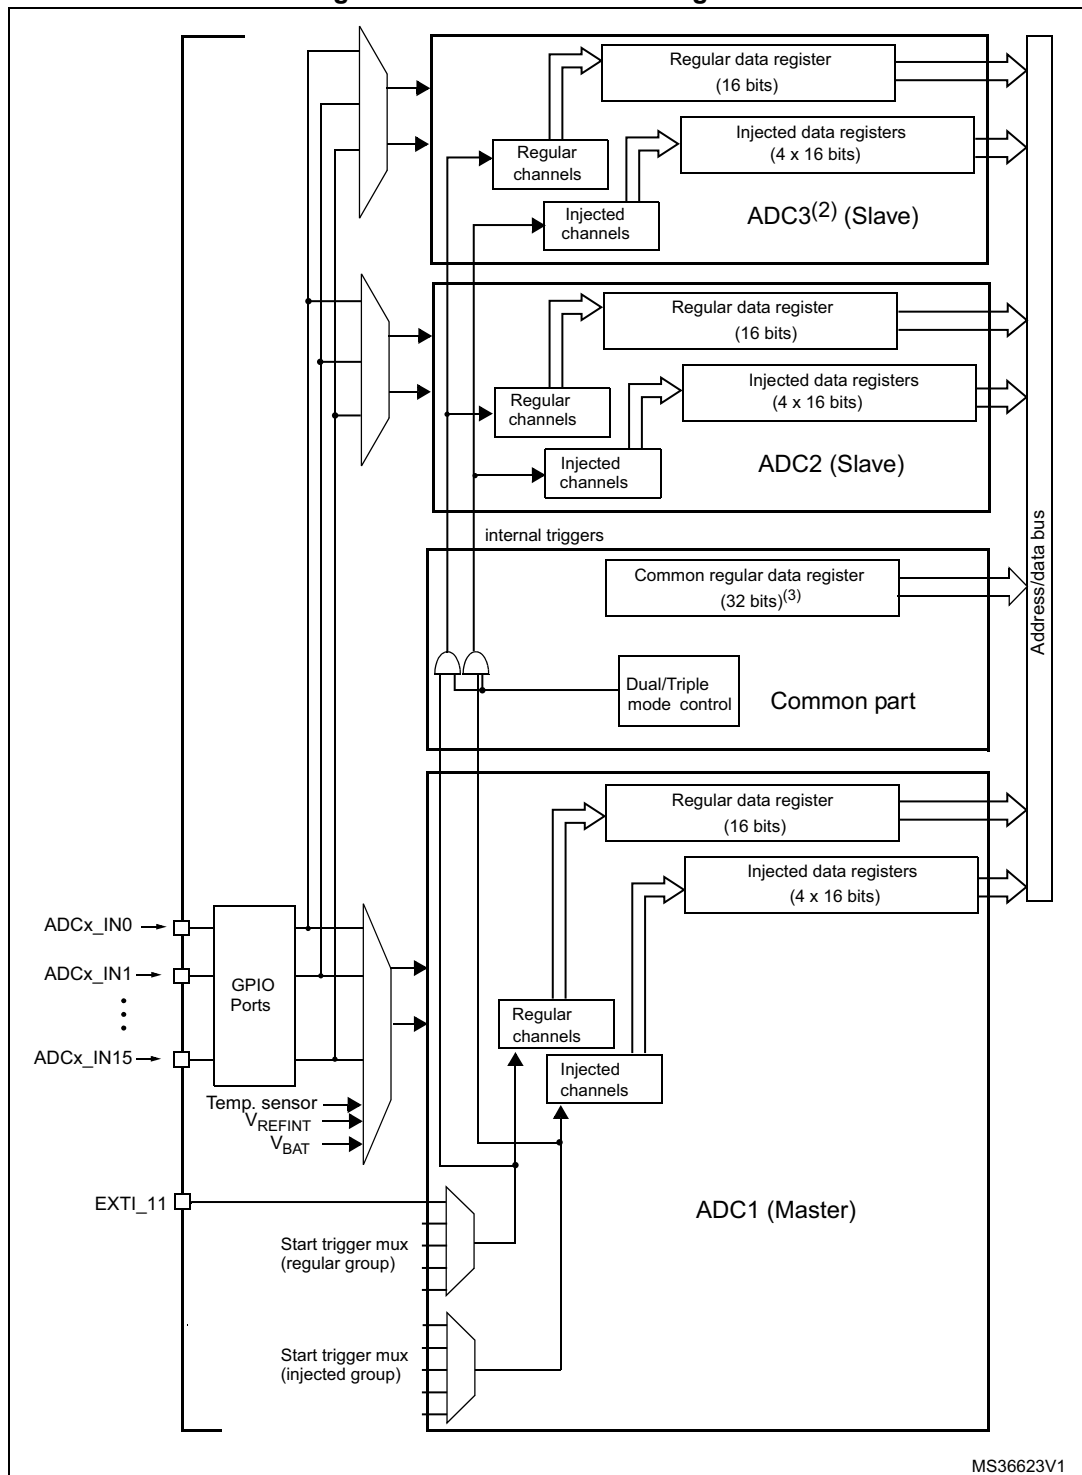 Regular data register
(16 bits)
Injected data registers
(4 x 16 bits)
Regular
channels
Injected
channels
ADC3(2) (Slave)
Regular data register
(16 bits)
Injected data registers
(4 x 16 bits)
Regular
channels
Injected
channels
ADC2 (Slave)
internal triggers
Common regular data register
(32 bits)(3)
Dual/Triple
mode control
Common part
Address/data bus
Regular data register
(16 bits)
Injected data registers
(4 x 16 bits)
ADCx_IN0
ADCx_IN1
ADCx_IN15
GPIO
Ports
Regular
channels
Injected
channels
Temp. sensor
VREFINT
VBAT
EXTI_11
ADC1 (Master)
Start trigger mux
(regular group)
Start trigger mux
(injected group)
MS36623V1